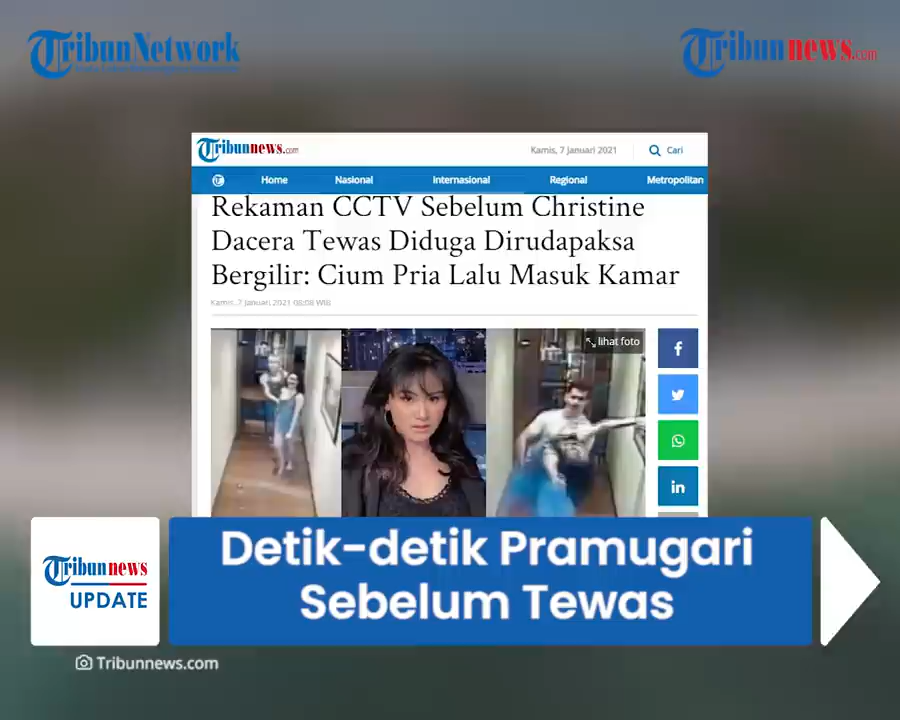 Tribun Network
Tribunnews.com
Tribunnews.com
Kamis, 7 Januari 2021
Cari
Home
Nasional
Internasional
Regional
Metropolitan
Rekaman CCTV Sebelum Christine
Dacera Tewas Diduga Dirudapaksa
Bergilir: Cium Pria Lalu Masuk Kamar
Kamis, 7 Januari 2021 08:08 WIB
lihat foto
Tribunnews
UPDATE
Detik-detik Pramugari
Sebelum Tewas
Tribunnews.com